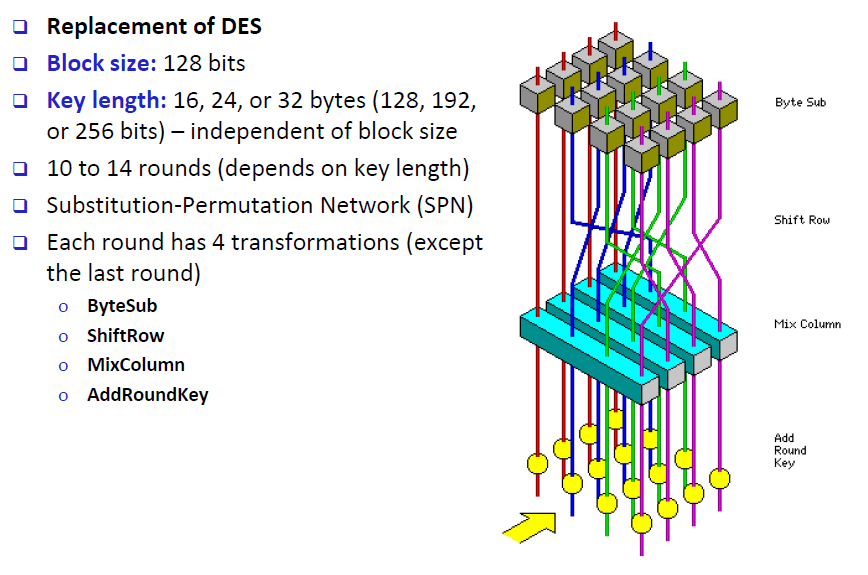 Replacement of DES
Block size: 128 bits
Key length: 16, 24, or 32 bytes (128, 192,
or 256 bits) – independent of block size
10 to 14 rounds (depends on key length)
Substitution-Permutation Network (SPN)
Each round has 4 transformations (except
the last round)
o ByteSub
o ShiftRow
o MixColumn
o AddRoundKey
Byte Sub
Shift Row
Mix Column
Add
Round
Key